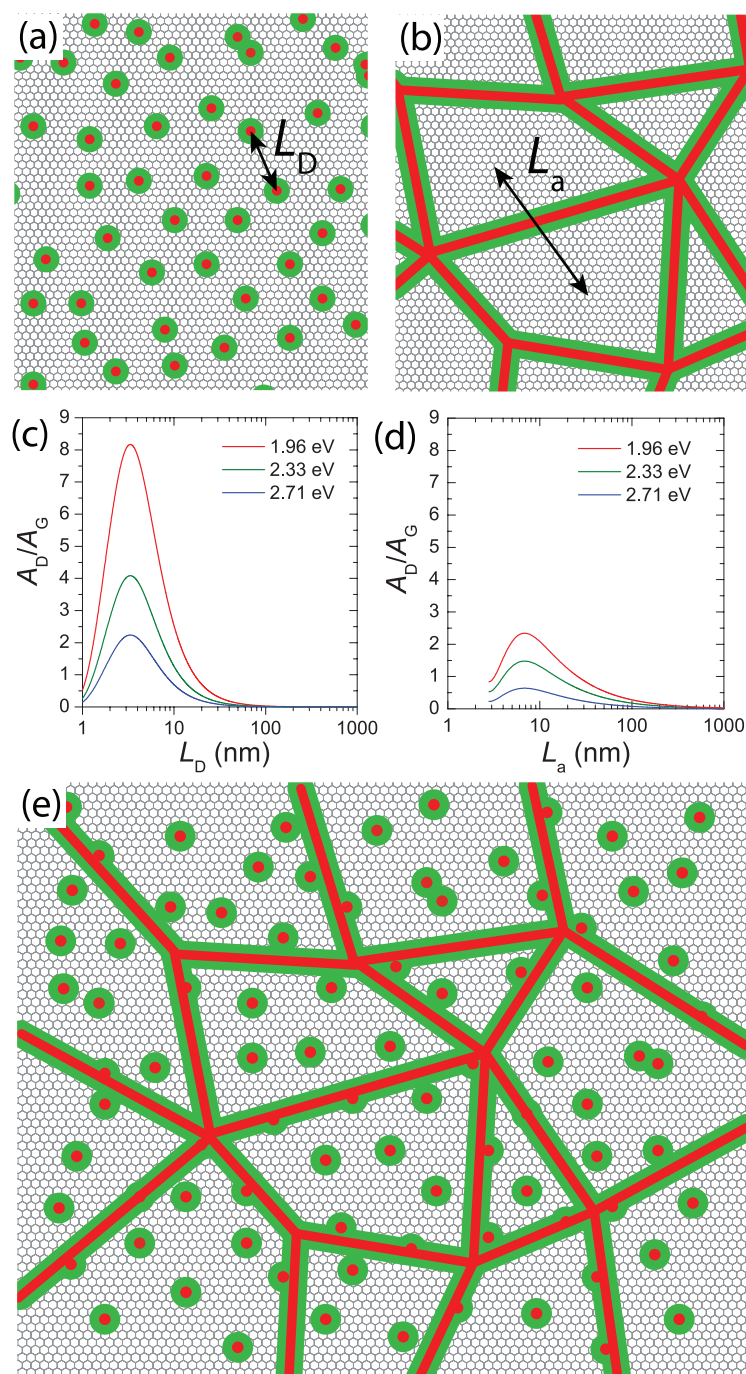 (a)
L_D
(b)
L_a
(c)
9
8
7
6
5
4
3
2
1
0
A_D/A_G
1.96 eV
2.33 eV
2.71 eV
1
10
100
1000
L_D (nm)
(d)
9
8
7
6
5
4
3
2
1
0
A_D/A_G
1.96 eV
2.33 eV
2.71 eV
1
10
100
1000
L_a (nm)
(e)